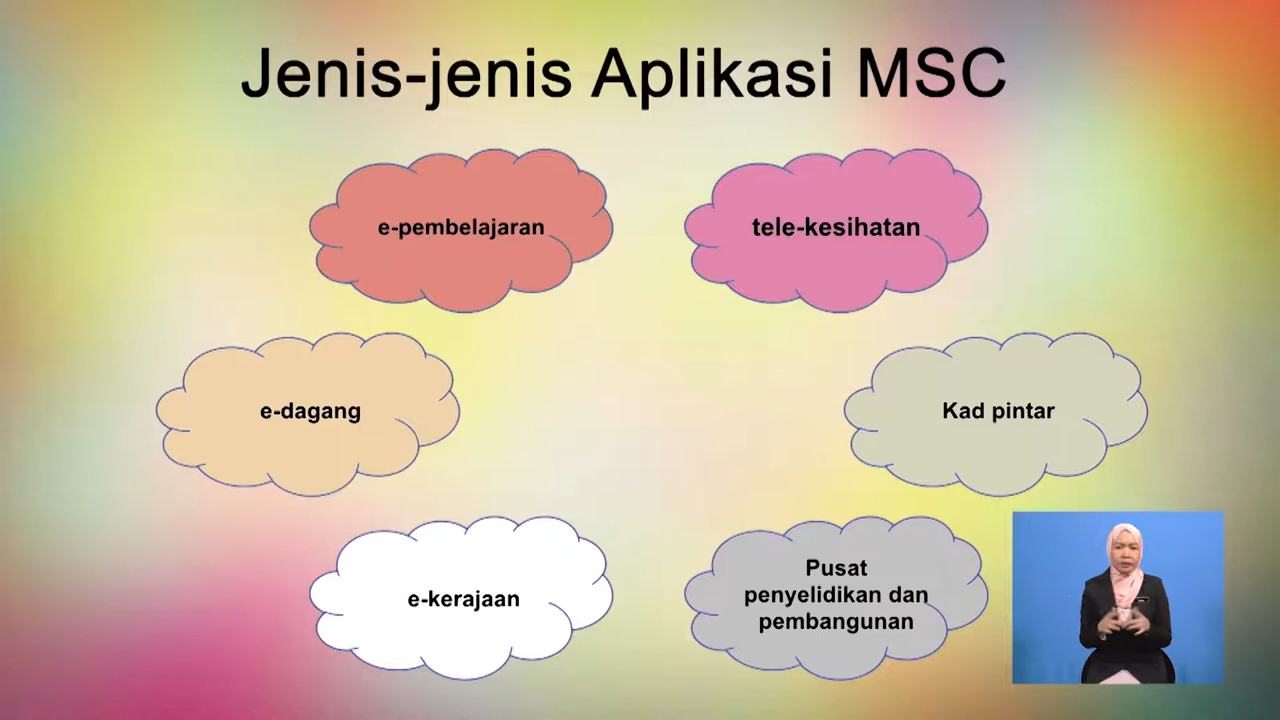 Jenis-jenis Aplikasi MSC
e-pembelajaran
tele-kesihatan
e-dagang
Kad pintar
e-kerajaan
Pusat
penyelidikan dan
pembangunan